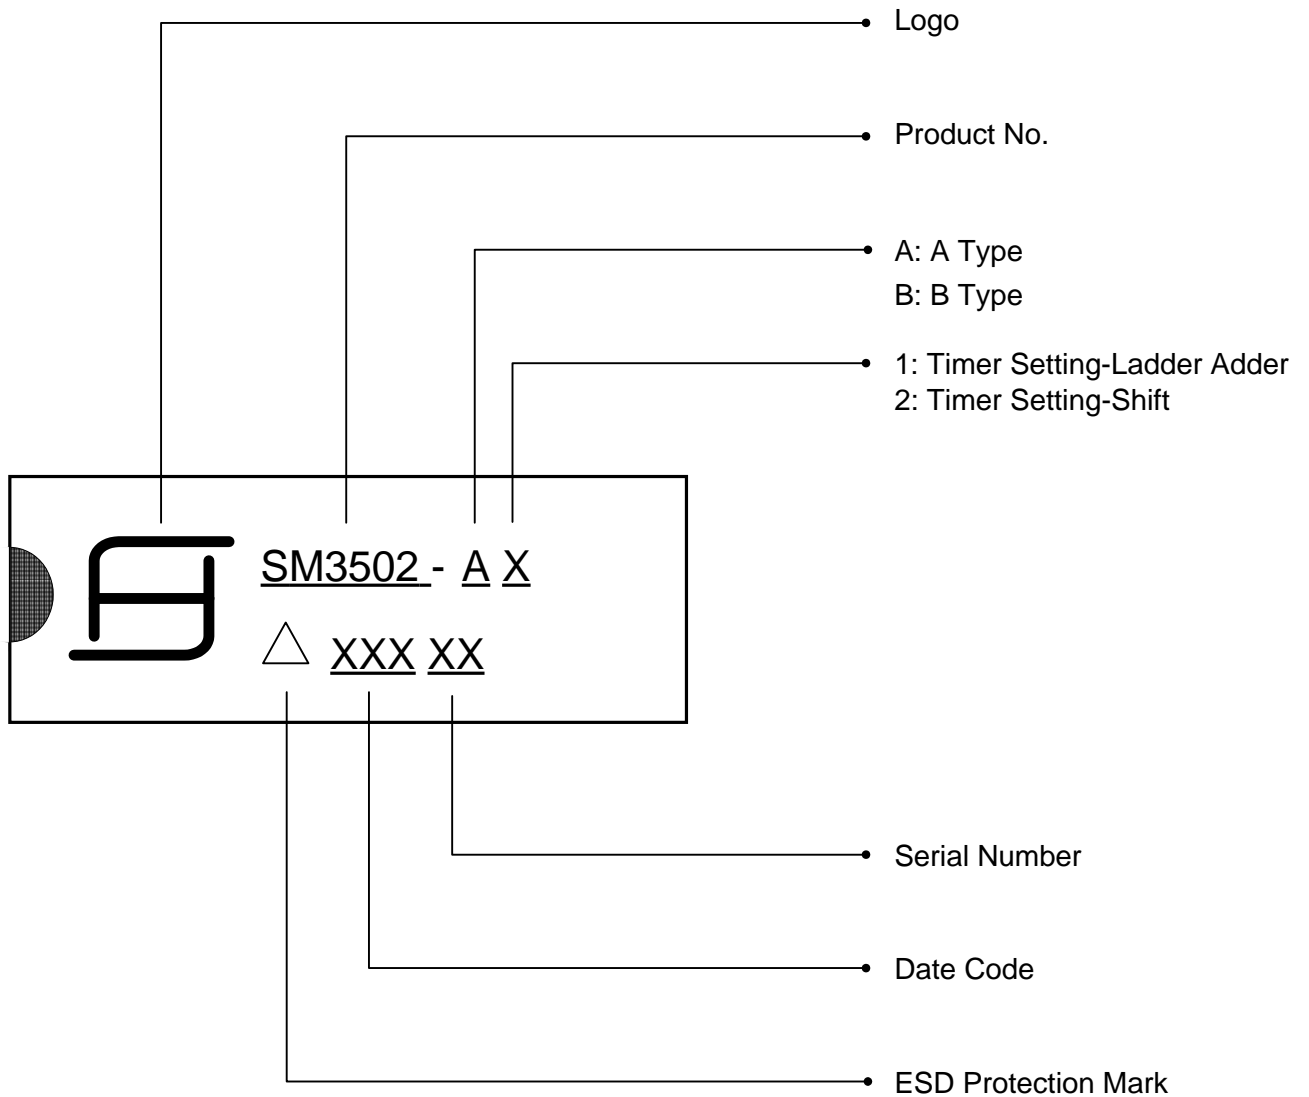 Logo
Product No.
A: A Type
B: B Type
1: Timer Setting-Ladder Adder
2: Timer Setting-Shift
SM3502 - A X
XXX XX
Serial Number
Date Code
ESD Protection Mark